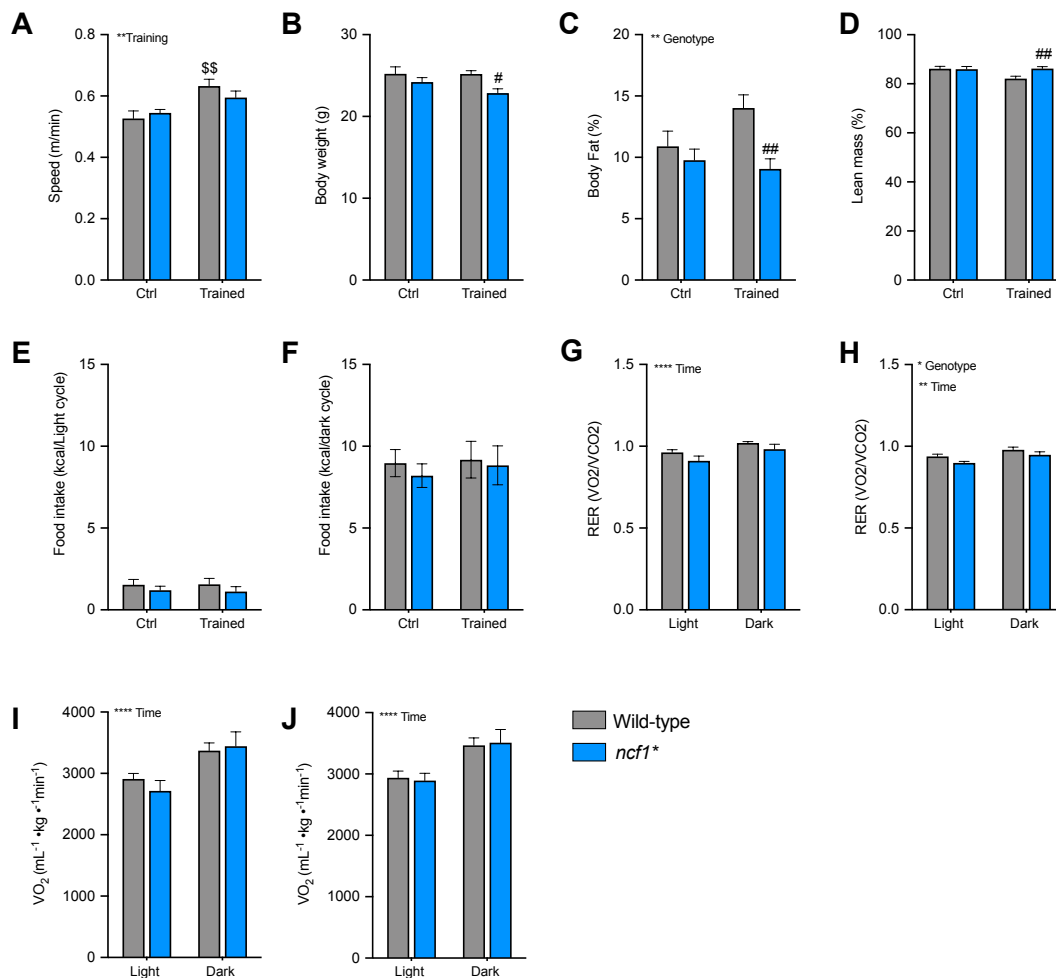 A
**Training
$$
Speed (m/min)
0.8
0.6
0.4
0.2
0.0
Ctrl Trained
B
#
Body weight (g)
30
20
10
0
Ctrl Trained
C
** Genotype
##
Body Fat (%)
20
15
10
5
0
Ctrl Trained
D
##
Lean mass (%)
100
80
60
40
20
0
Ctrl Trained
E
Food intake (kcal/Light cycle)
15
10
5
0
Ctrl Trained
F
Food intake (kcal/dark cycle)
15
10
5
0
Ctrl Trained
G
**** Time
RER (VO2/VCO2)
1.5
1.0
0.5
0.0
Light Dark
H
* Genotype
** Time
RER (VO2/VCO2)
1.5
1.0
0.5
0.0
Light Dark
I
**** Time
VO₂ (mL⁻¹ •kg •⁻¹min⁻¹)
4000
3000
2000
1000
0
Light Dark
J
**** Time
VO₂ (mL⁻¹ •kg •⁻¹min⁻¹)
4000
3000
2000
1000
0
Light Dark
Wild-type
ncf1*